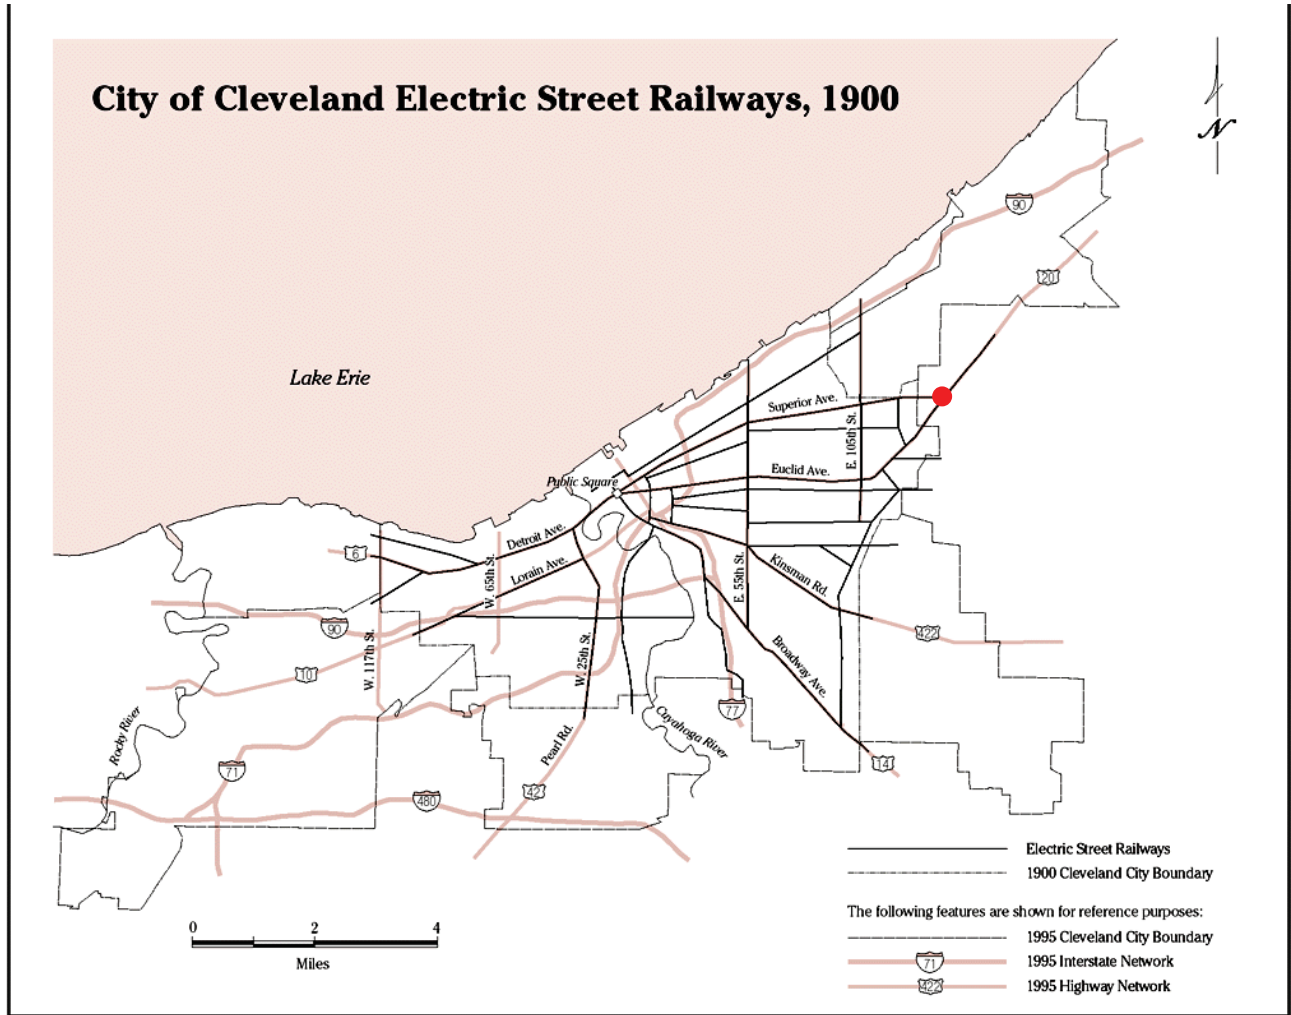 City of Cleveland Electric Street Railways, 1900
N
90
20
Lake Erie
Superior Ave.
E. 105th St.
Euclid Ave.
Public Square
Detroit Ave.
6
Lorain Ave.
W. 65th St.
E. 55th St.
Kinsman Rd.
90
422
W. 117th St.
10
W. 25th St.
Broadway Ave.
77
Rocky River
Pearl Rd.
Cuyahoga River
71
14
42
480
Electric Street Railways
1900 Cleveland City Boundary
The following features are shown for reference purposes:
1995 Cleveland City Boundary
71
1995 Interstate Network
422
1995 Highway Network
0 2 4
Miles